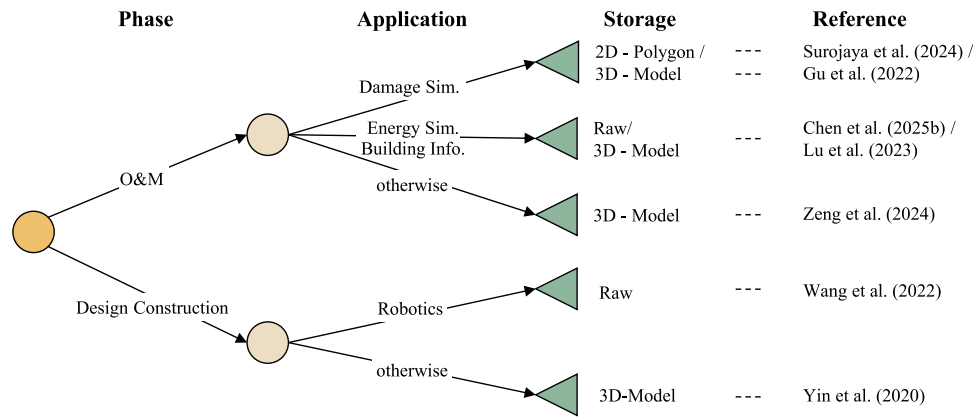 Phase Application Storage Reference
2D - Polygon / --- Surojaya et al. (2024) /
3D - Model --- Gu et al. (2022)
Damage Sim.
Energy Sim.
Building Info.
Raw/ --- Chen et al. (2025b) /
3D - Model Lu et al. (2023)
O&M
otherwise
3D - Model --- Zeng et al. (2024)
Design Construction
Robotics
Raw --- Wang et al. (2022)
otherwise
3D-Model --- Yin et al. (2020)